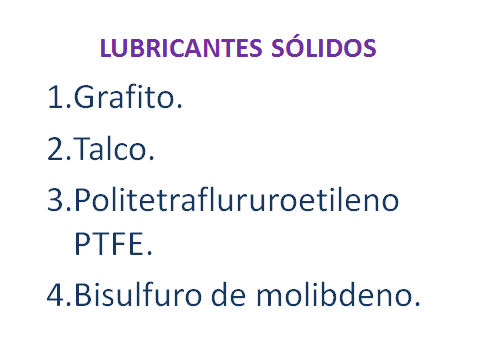 LUBRICANTES SÓLIDOS
1.Grafito.
2.Talco.
3.Politetraflururoetileno
PTFE.
4.Bisulfuro de molibdeno.